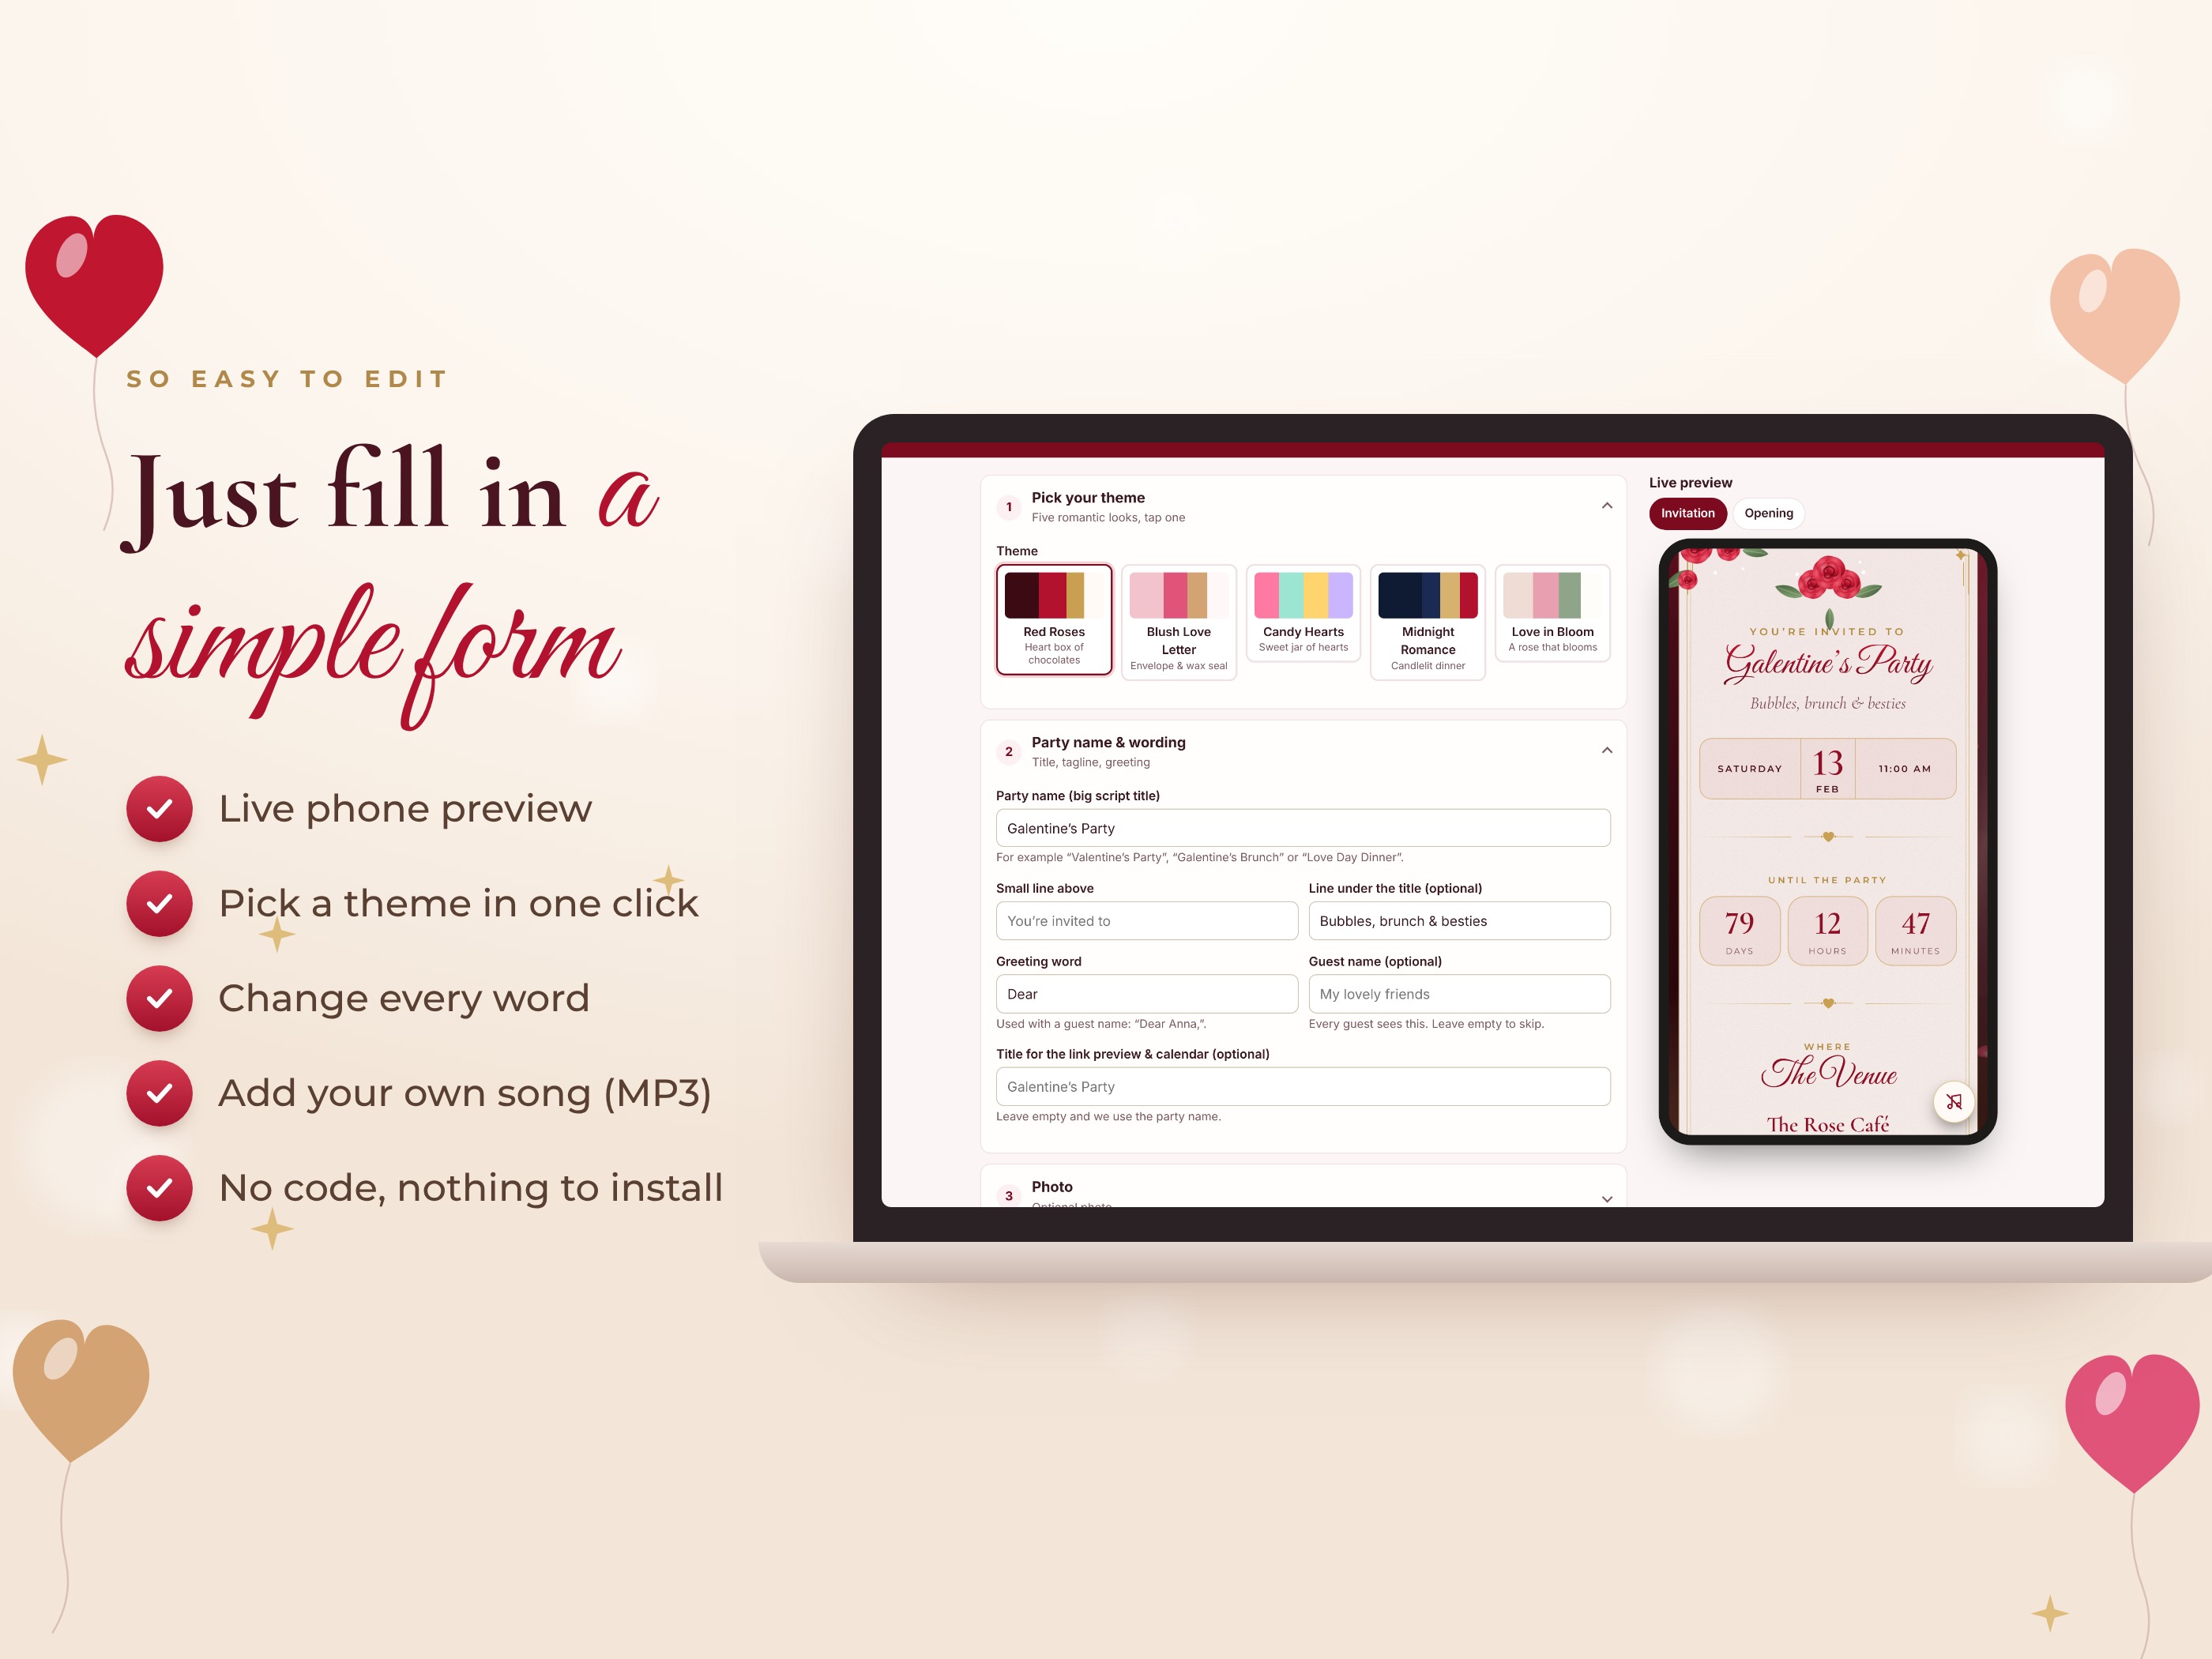 SO EASY TO EDIT
Just fill in a
simple form
Live phone preview
Pick a theme in one click
Change every word
Add your own song (MP3)
No code, nothing to install
1
Pick your theme
Five romantic looks, tap one
Theme
Red Roses
Heart box of
chocolates
Blush Love
Letter
Envelope & wax seal
Candy Hearts
Sweet jar of hearts
Midnight
Romance
Candlelit dinner
Love in Bloom
A rose that blooms
2
Party name & wording
Title, tagline, greeting
Party name (big script title)
Galentine’s Party
For example “Valentine’s Party”, “Galentine’s Brunch” or “Love Day Dinner”.
Small line above
Line under the title (optional)
You’re invited to
Bubbles, brunch & besties
Greeting word
Guest name (optional)
Dear
My lovely friends
Used with a guest name: “Dear Anna,”.
Every guest sees this. Leave empty to skip.
Title for the link preview & calendar (optional)
Galentine’s Party
Leave empty and we use the party name.
3
Photo
Optional photo
Live preview
Invitation
Opening
YOU’RE INVITED TO
Galentine’s Party
Bubbles, brunch & besties
SATURDAY
13
FEB
11:00 AM
UNTIL THE PARTY
79
DAYS
12
HOURS
47
MINUTES
WHERE
The Venue
The Rose Café